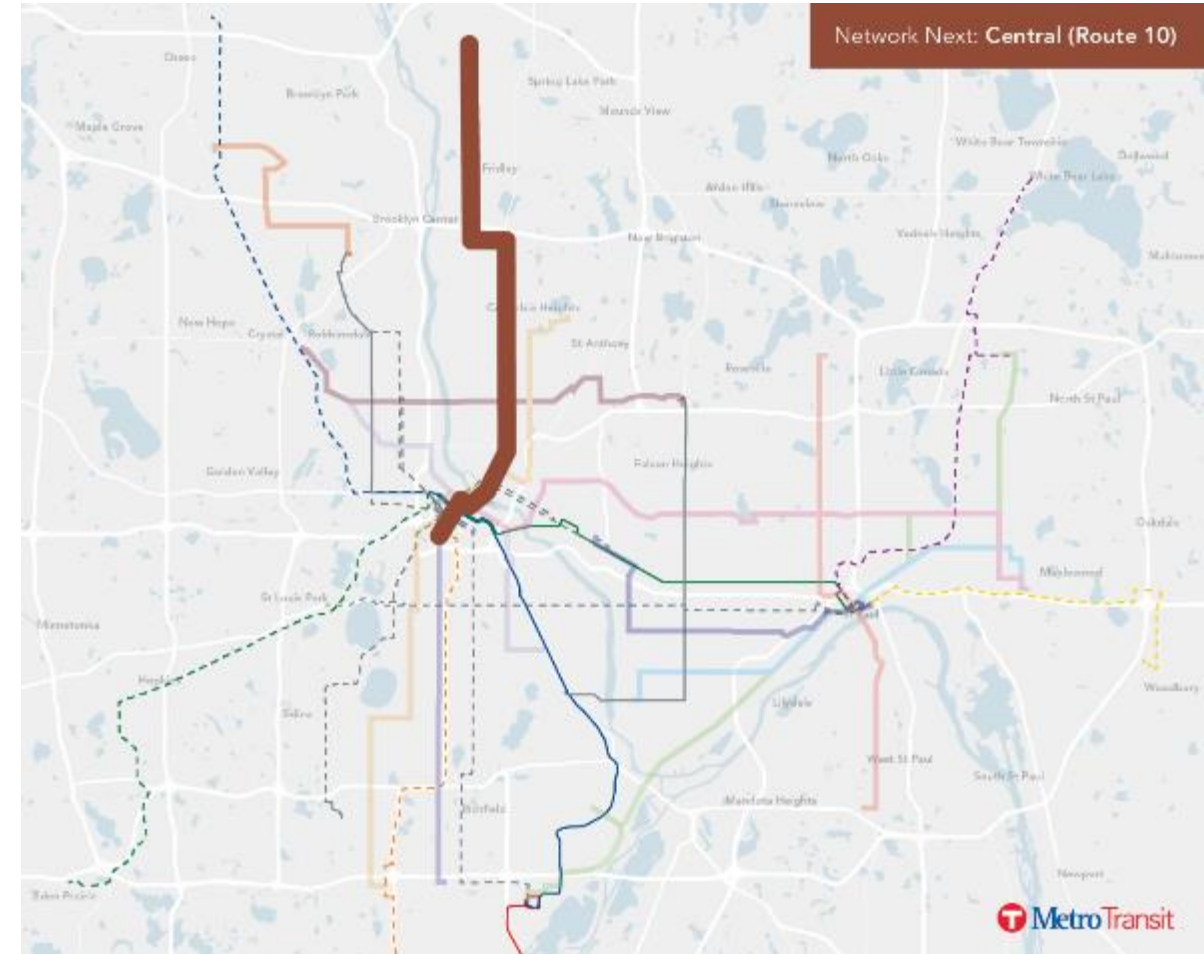 Network Next: Central (Route 10)
Osseo
Spring Lake Park
Brooklyn Park
Mounds View
Maple Grove
White Bear Township
North Oaks
Dellwood
Fridley
White Bear Lake
Arden Hills
Shoreview
Brooklyn Center
New Brighton
Vadnais Heights
Columbia Heights
New Hope
Crystal
Robbinsdale
St Anthony
Roseville
Little Canada
North St Paul
Golden Valley
Falcon Heights
Oakdale
Maplewood
St Louis Park
Minnetonka
Hopkins
Woodbury
Edina
Lilydale
West St Paul
South St Paul
Mendota Heights
Richfield
Newport
Eden Prairie
MetroTransit